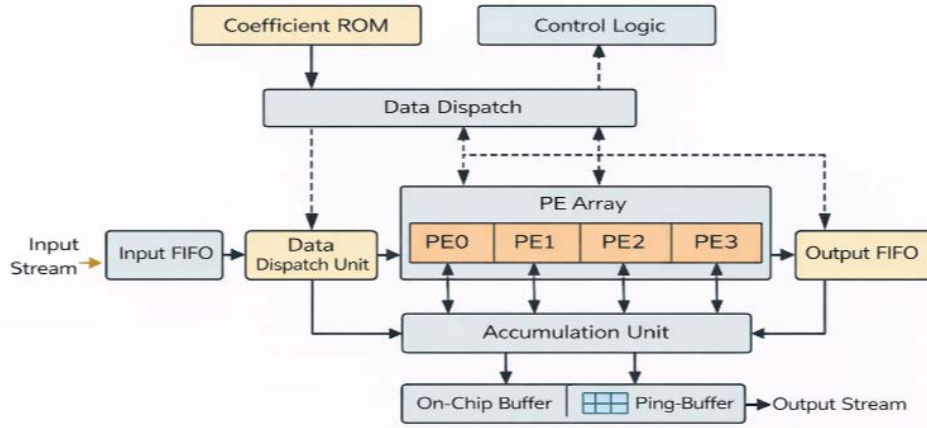 Coefficient ROM
Control Logic
Data Dispatch
PE Array
PE0 PE1 PE2 PE3
Input
Stream
Input FIFO
Data
Dispatch Unit
Output FIFO
Accumulation Unit
On-Chip Buffer
Ping-Buffer
Output Stream